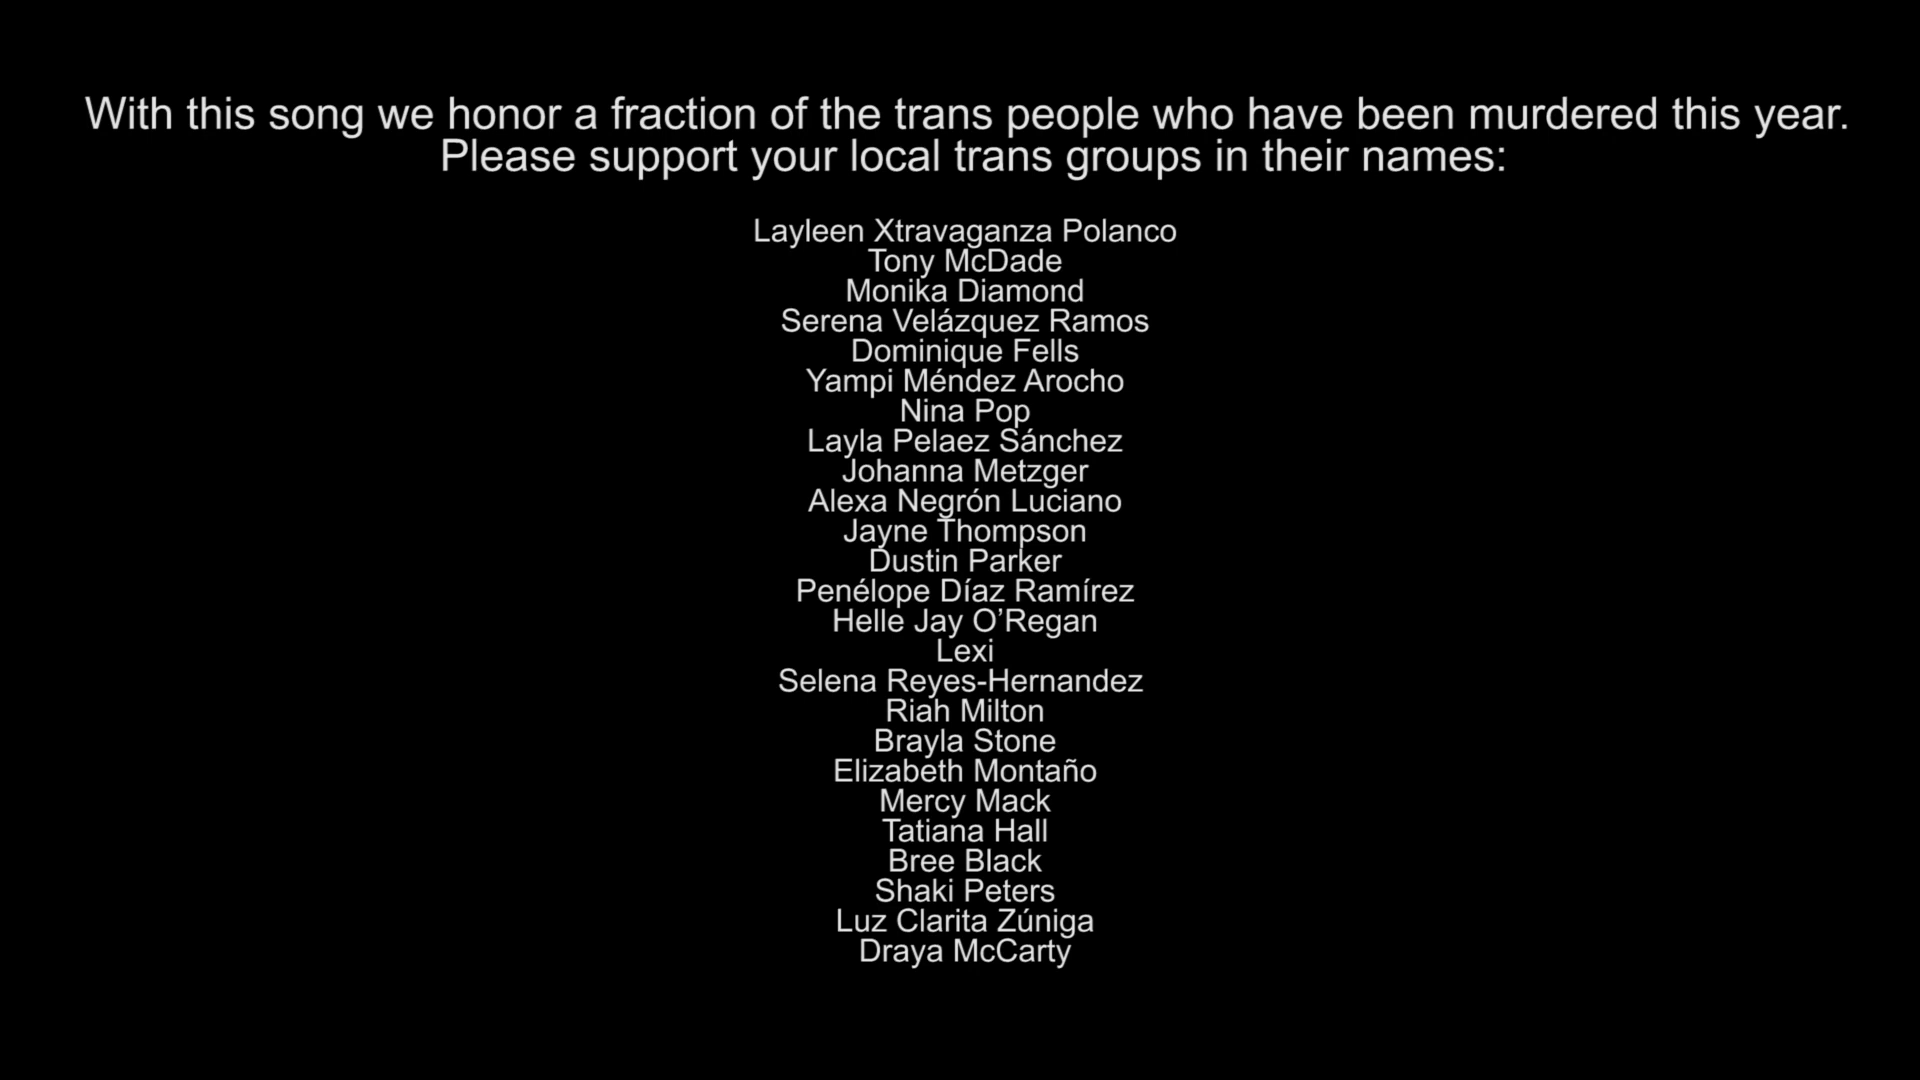 With this song we honor a fraction of the trans people who have been murdered this year.
Please support your local trans groups in their names:
Layleen Xtravaganza Polanco
Tony McDade
Monika Diamond
Serena Velázquez Ramos
Dominique Fells
Yampi Méndez Arocho
Nina Pop
Layla Pelaez Sánchez
Johanna Metzger
Alexa Negrón Luciano
Jayne Thompson
Dustin Parker
Penélope Díaz Ramírez
Helle Jay O’Regan
Lexi
Selena Reyes-Hernandez
Riah Milton
Brayla Stone
Elizabeth Montaño
Mercy Mack
Tatiana Hall
Bree Black
Shaki Peters
Luz Clarita Zúniga
Draya McCarty